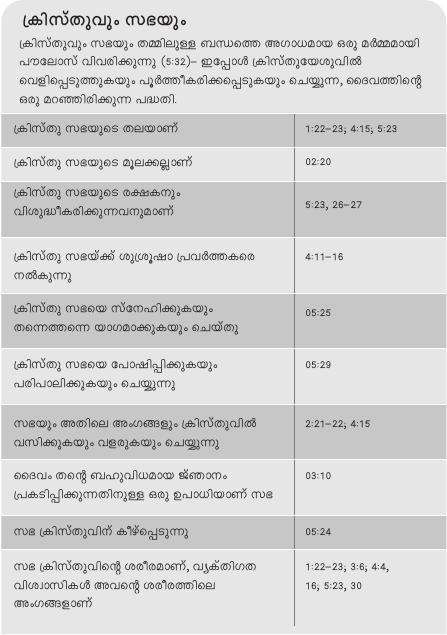 ക്രിസ്തുവും സഭയും
ക്രിസ്തുവും സഭയും തമ്മിലുള്ള ബന്ധത്തെ അഗാധമായ ഒരു മർമ്മമായി
പൗലോസ് വിവരിക്കുന്നു (5:32)– ഇപ്പോൾ ക്രിസ്തുയേശുവിൽ
വെളിപ്പെടുത്തുകയും പൂർത്തീകരിക്കപ്പെടുകയും ചെയ്യുന്ന, ദൈവത്തിന്റെ
ഒരു മറഞ്ഞിരിക്കുന്ന പദ്ധതി.
ക്രിസ്തു സഭയുടെ തലയാണ് 1:22–23; 4:15; 5:23
ക്രിസ്തു സഭയുടെ മൂലക്കല്ലാണ് 02:20
ക്രിസ്തു സഭയുടെ രക്ഷകനും
വിശുദ്ധീകരിക്കുന്നവനുമാണ് 5:23, 26–27
ക്രിസ്തു സഭയ്ക്ക് ശുശ്രൂഷാ പ്രവർത്തകരെ 4:11–16
നൽകുന്നു
ക്രിസ്തു സഭയെ സ്നേഹിക്കുകയും 05:25
തന്നെത്തന്നെ യാഗമാക്കുകയും ചെയ്തു
ക്രിസ്തു സഭയെ പോഷിപ്പിക്കുകയും 05:29
പരിപാലിക്കുകയും ചെയ്യുന്നു
സഭയും അതിലെ അംഗങ്ങളും ക്രിസ്തുവിൽ 2:21–22; 4:15
വസിക്കുകയും വളരുകയും ചെയ്യുന്നു
ദൈവം തന്റെ ബഹുവിധമായ ജ്ഞാനം 03:10
പ്രകടിപ്പിക്കുന്നതിനുള്ള ഒരു ഉപാധിയാണ് സഭ
സഭ ക്രിസ്തുവിന് കീഴ്പ്പെടുന്നു 05:24
സഭ ക്രിസ്തുവിന്റെ ശരീരമാണ്, വ്യക്തിഗത 1:22–23; 3:6; 4:4,
വിശ്വാസികൾ അവന്റെ ശരീരത്തിലെ 16; 5:23, 30
അംഗങ്ങളാണ്